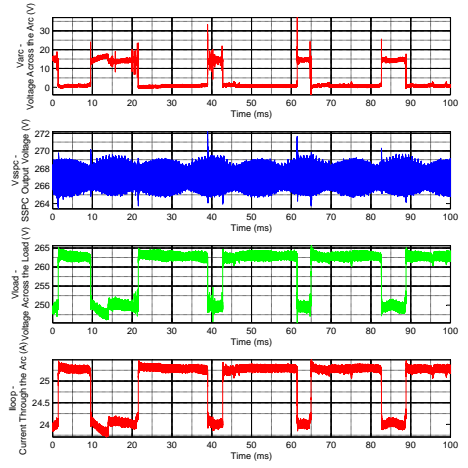 Varc -
Voltage Across the Arc (V)
30
20
10
0
0 10 20 30 40 50 60 70 80 90 100
Time (ms)
Vsspc -
SSPC Output Voltage (V)
272
270
268
266
264
0 10 20 30 40 50 60 70 80 90 100
Time (ms)
Vload -
Voltage Across the Load (V)
265
260
255
250
0 10 20 30 40 50 60 70 80 90 100
Time (ms)
Iloop -
Current Through the Arc (A)
25
24.5
24
0 10 20 30 40 50 60 70 80 90 100
Time (ms)